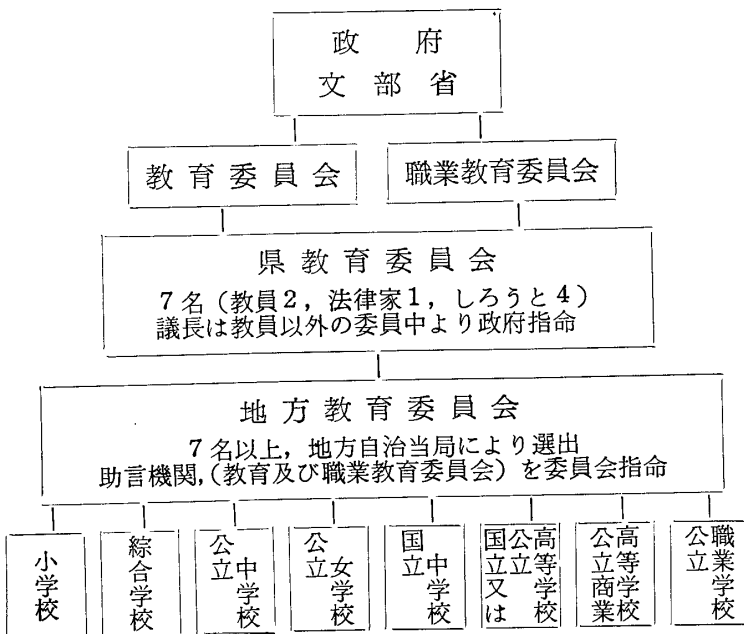 政府
文部省
教育委員会
職業教育委員会
県教育委員会
7名(教員2,法律家1,しろうと4)
議長は教員以外の委員中より政府指命
地方教育委員会
7名以上,地方自治当局により選出
助言機関,(教育及び職業教育委員会)を委員会指命
小学校
綜合学校
公立中学校
公立女学校
国立中学校
国立又は公立高等学校
公立商業高等学校
公立職業学校